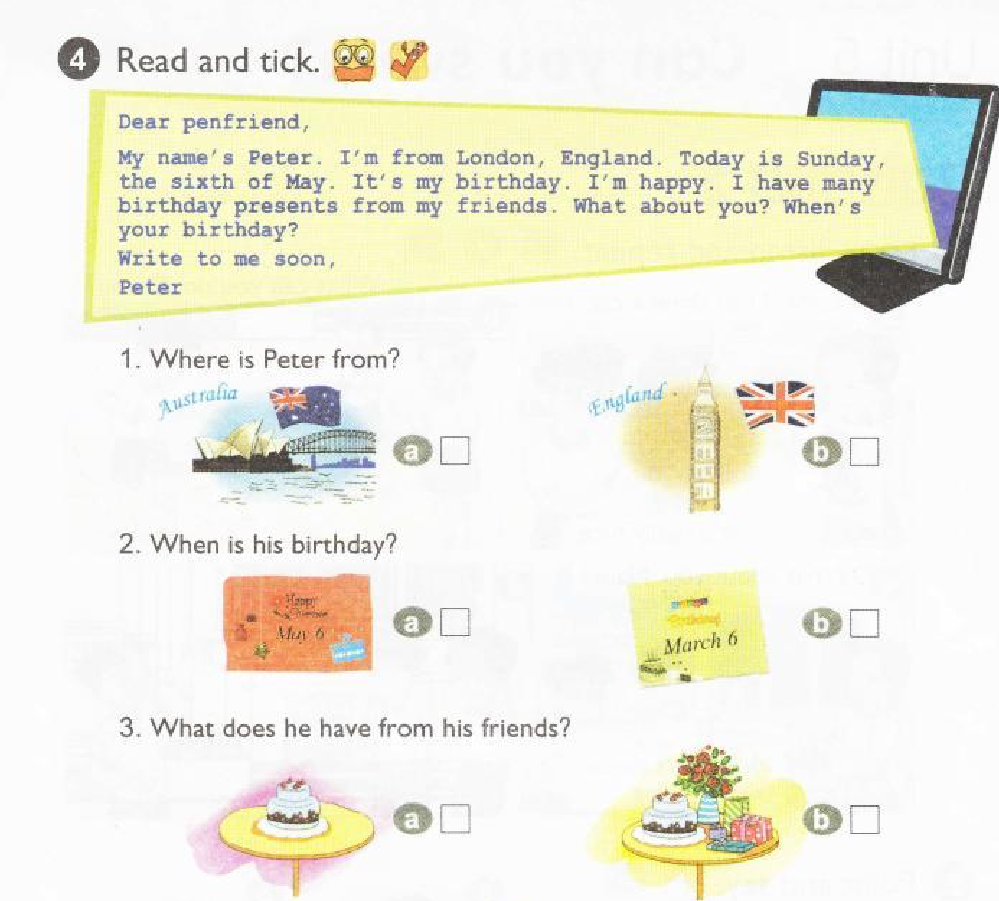 4 Read and tick.
Dear penfriend,
My name's Peter. I'm from London, England. Today is Sunday,
the sixth of May. It's my birthday. I'm happy. I have many
birthday presents from my friends. What about you? When's
your birthday?
Write to me soon,
Peter
1. Where is Peter from?
Australia
a
England
b
2. When is his birthday?
Happy
May 6
a
March 6
b
3. What does he have from his friends?
a
b